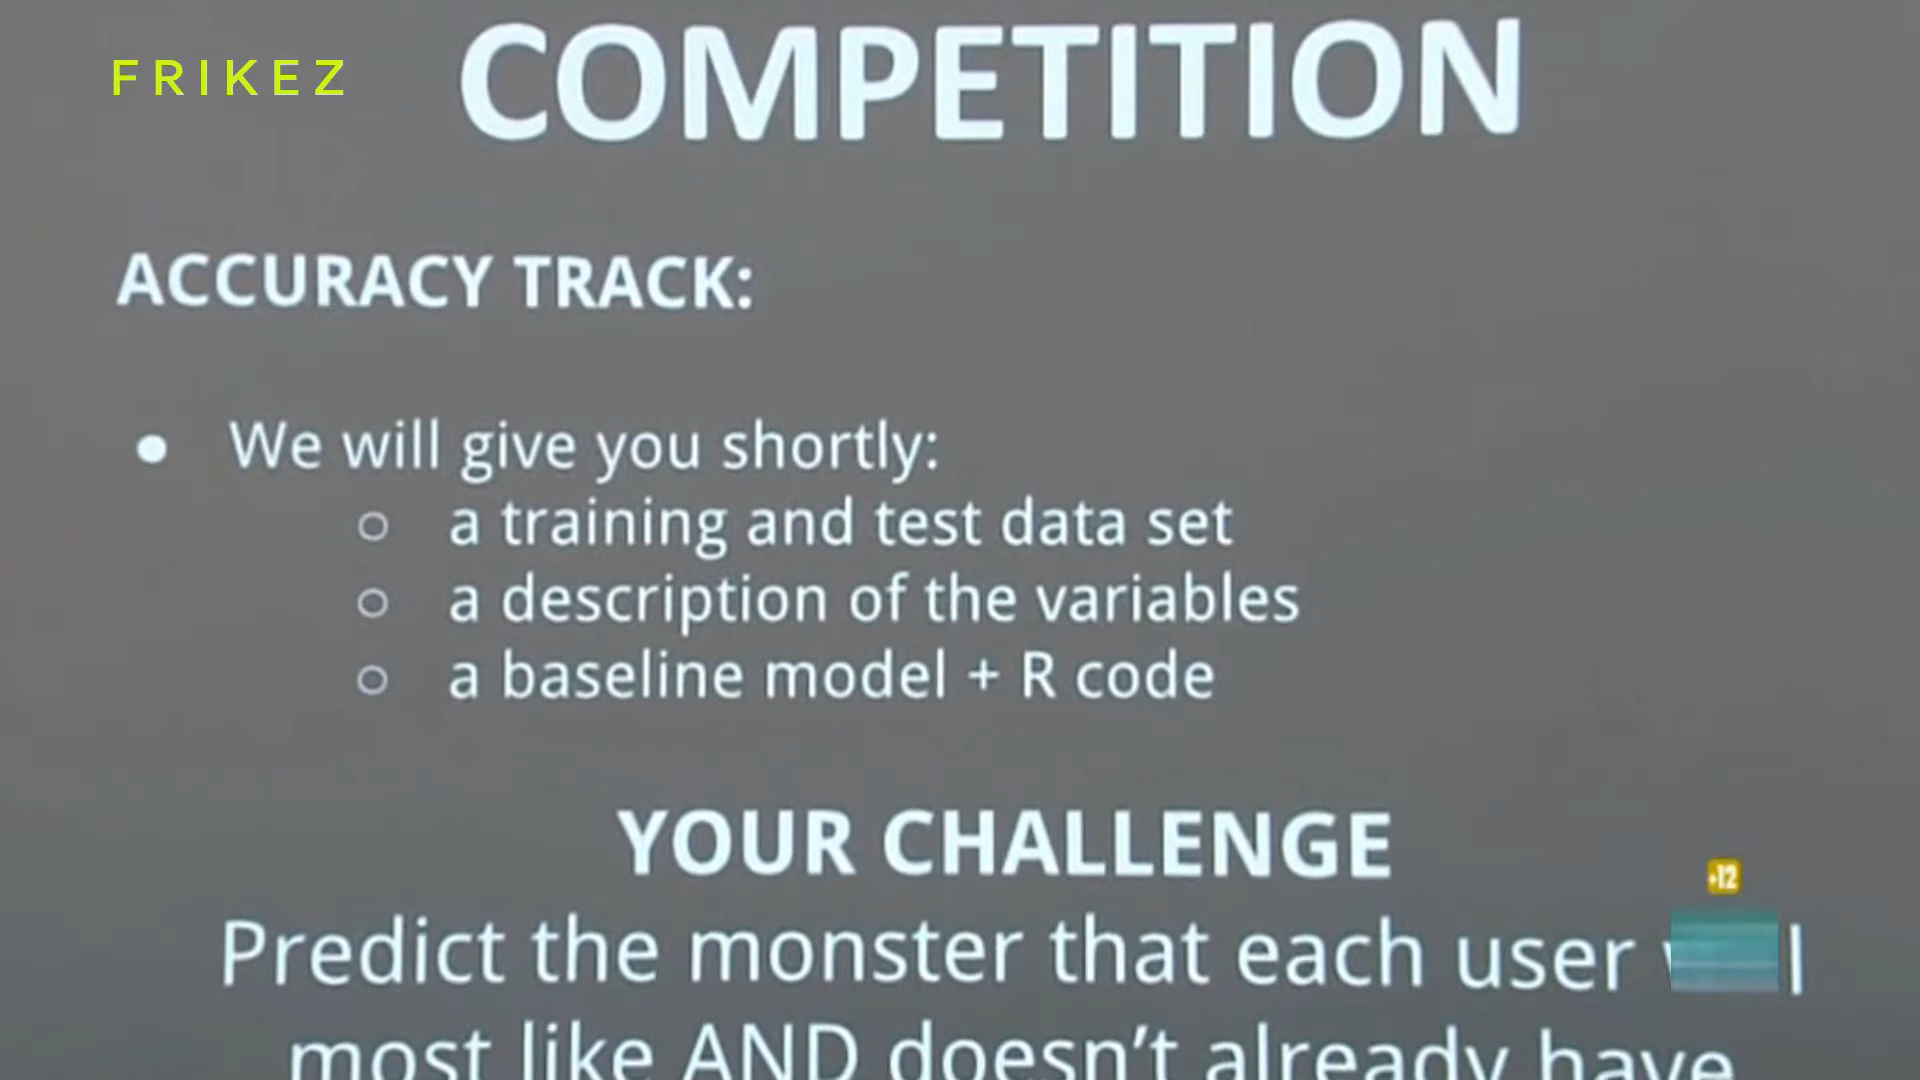 COMPETITION
FRIKEZ
ACCURACY TRACK:
● We will give you shortly:
○ a training and test data set
○ a description of the variables
○ a baseline model + R code
YOUR CHALLENGE
+12
Predict the monster that each user
most like AND doesn't already have